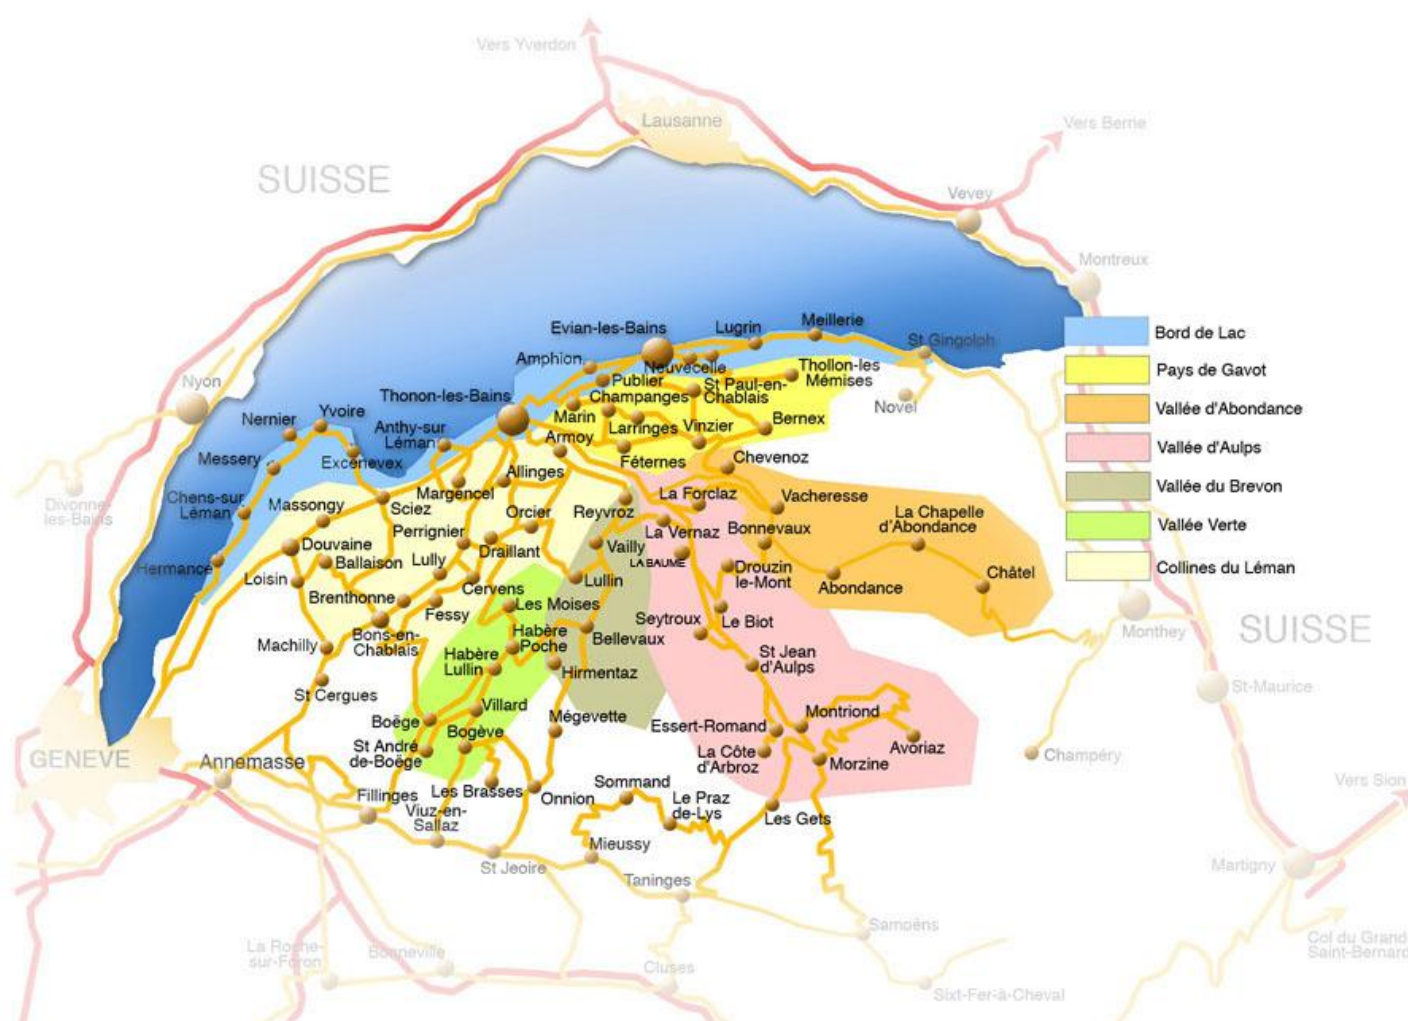 Vers Yverdon
Lausanne
Vers Berne
SUISSE
Vevey
Montreux
Evian-les-Bains
Lugrin
Meillerie
St Gingolph
Bord de Lac
Amphion
Neuvecelle
Thollon-les
Mémises
Pays de Gavot
Nyon
Thonon-les-Bains
Publier
St Paul-en-
Chablais
Champanges
Novel
Vallée d'Abondance
Nernier
Yvoire
Anthy-sur
Léman
Marin
Larringes
Vinzier
Bernex
Armoy
Vallée d'Aulps
Messery
Excenevex
Féternes
Chevenoz
Allinges
Vallée du Brevon
Divonne-
les-Bains
Chens-sur
Léman
Massongy
Sciez
Margencel
Orcier
Reyvroz
La Forclaz
Vacheresse
La Chapelle
d'Abondance
Vallée Verte
Perrignier
La Vernaz
Bonnevaux
Douvaine
Ballaison
Lully
Draillant
Vailly
LA BAUME
Drouzin
le-Mont
Collines du Léman
Hermance
Loisin
Cervens
Lullin
Abondance
Châtel
Brenthonne
Fessy
Les Moises
Seytroux
Le Biot
Monthey
SUISSE
Machilly
Bons-en-
Chablais
Habère
Poche
Bellevaux
Habère
Lullin
Hirmentaz
St Jean
d'Aulps
St Cergues
St-Maurice
Boëge
Villard
Mégevette
Essert-Romand
Montriond
Bogève
St André
de-Boëge
La Côte
d'Arbroz
Avoriaz
Morzine
Champéry
GENEVE
Annemasse
Vers Sion
Fillinges
Les Brasses
Onnion
Sommand
Le Praz
de-Lys
Les Gets
Viuz-en-
Sallaz
Mieussy
St Jeoire
Taninges
Martigny
Samoëns
Col du Grand
Saint-Bernard
La Roche-
sur-Foron
Bonneville
Cluses
Sixt-Fer-à-Cheval